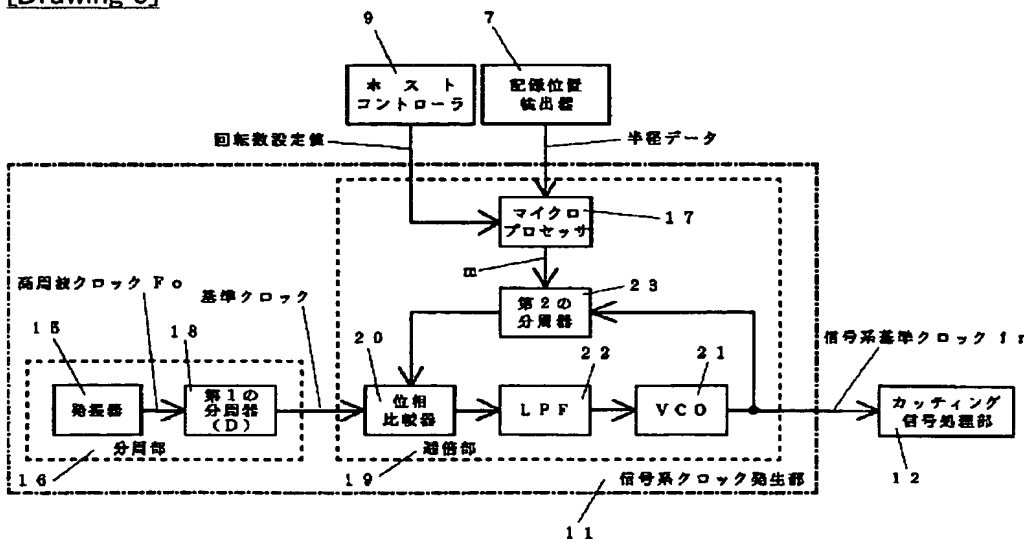 [Drawing
9
7
ホスト
コントローラ
記録位置
検出器
回転数設定値
半径データ
マイクロ
プロセッサ
17
m
高周波クロック Fo
基準クロック
第2の
分周器
23
信号系基準クロック fr
15
18
20
22
21
発振器
第1の
分周器
(D)
位相
比較器
LPF
VCO
カッティング
信号処理部
分周部
逓倍部
16
19
信号系クロック発生部
12
11